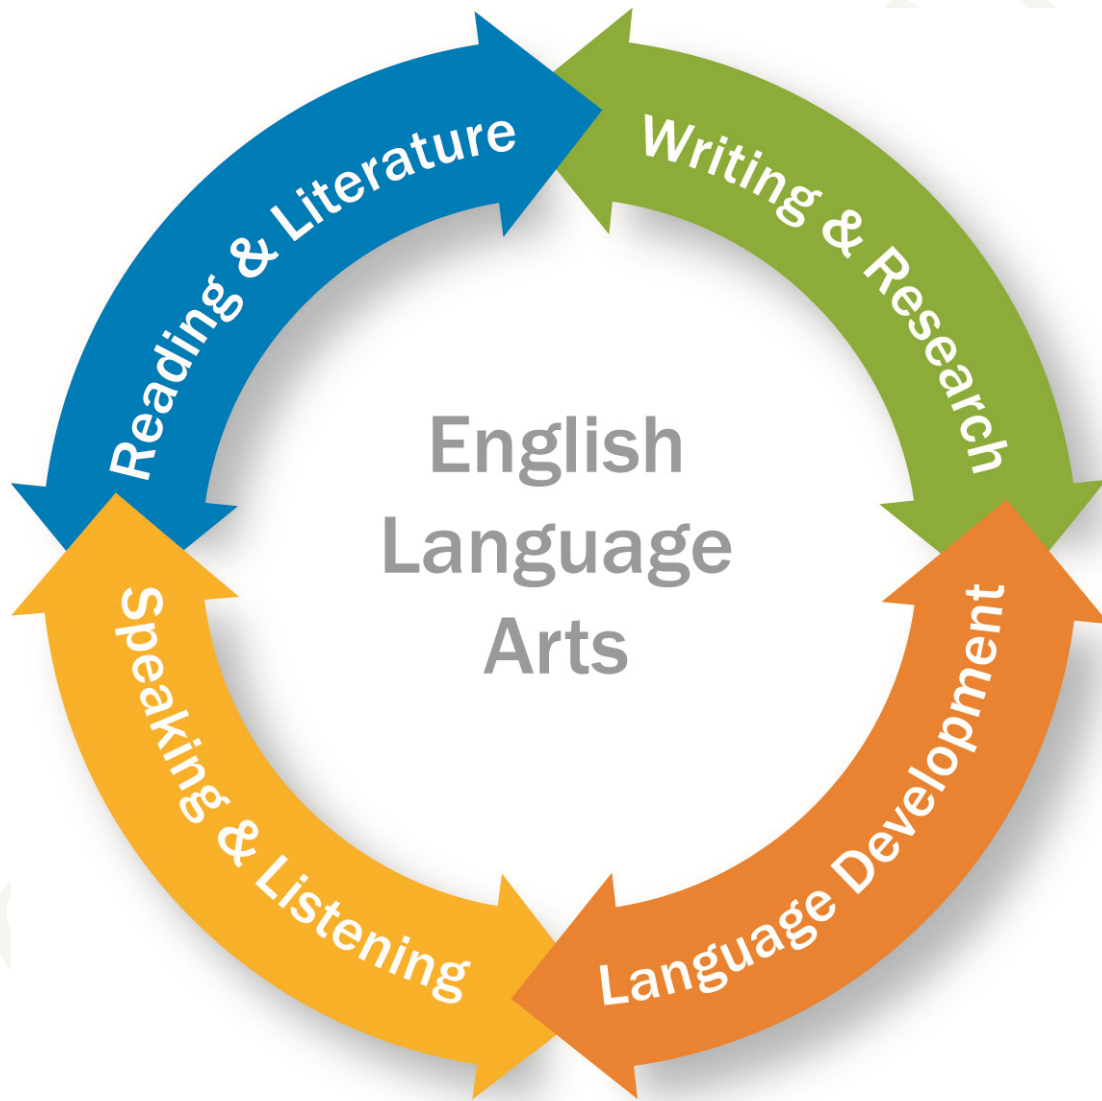 Reading & Literature
Writing & Research
English
Language
Arts
Speaking & Listening
Language Development